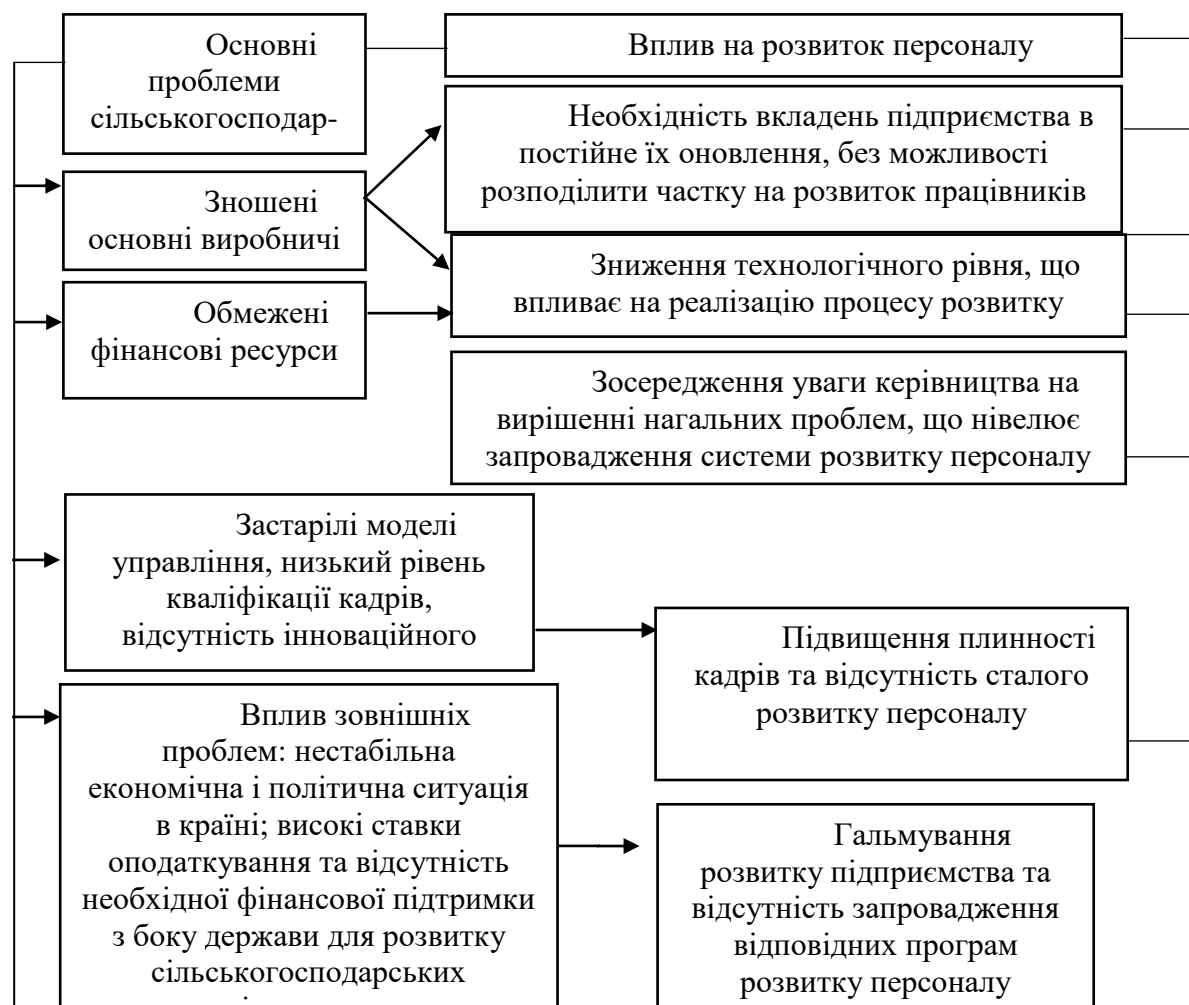 Основні
проблеми
сільськогосподар-
Вплив на розвиток персоналу
Необхідність вкладень підприємства в
постійне їх оновлення, без можливості
розподілити частку на розвиток працівників
Зношені
основні виробничі
Зниження технологічного рівня, що
впливає на реалізацію процесу розвитку
Обмежені
фінансові ресурси
Зосередження уваги керівництва на
вирішенні нагальних проблем, що нівелює
запровадження системи розвитку персоналу
Застарілі моделі
управління, низький рівень
кваліфікації кадрів,
відсутність інноваційного
Підвищення плинності
кадрів та відсутність сталого
розвитку персоналу
Вплив зовнішніх
проблем: нестабільна
економічна і політична ситуація
в країні; високі ставки
оподаткування та відсутність
необхідної фінансової підтримки
з боку держави для розвитку
сільськогосподарських
Гальмування
розвитку підприємства та
відсутність запровадження
відповідних програм
розвитку персоналу